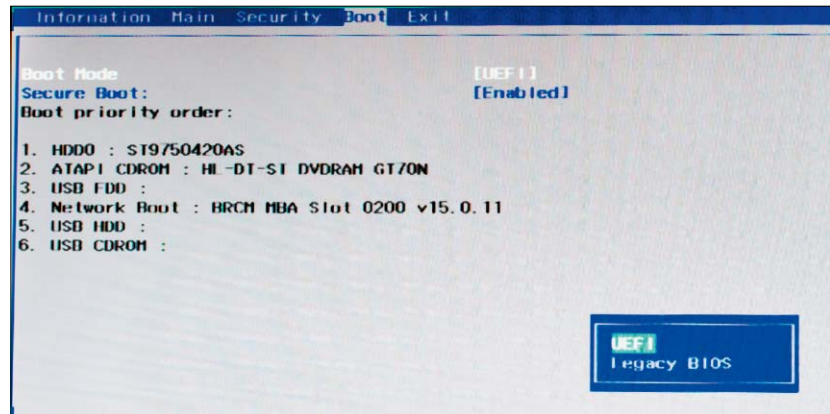 Information Main Security Boot Exit
Boot Mode [UEFI]
Secure Boot: [Enabled]
Boot priority order:
1. HDD0 : ST9750420AS
2. ATAPI CDROM : HL-DT-ST DVDRAM GT70N
3. USB FDD :
4. Network Boot : BRCM MBA Slot 0200 v15.0.11
5. USB HDD :
6. USB CDROM :
UEFI
Legacy BIOS